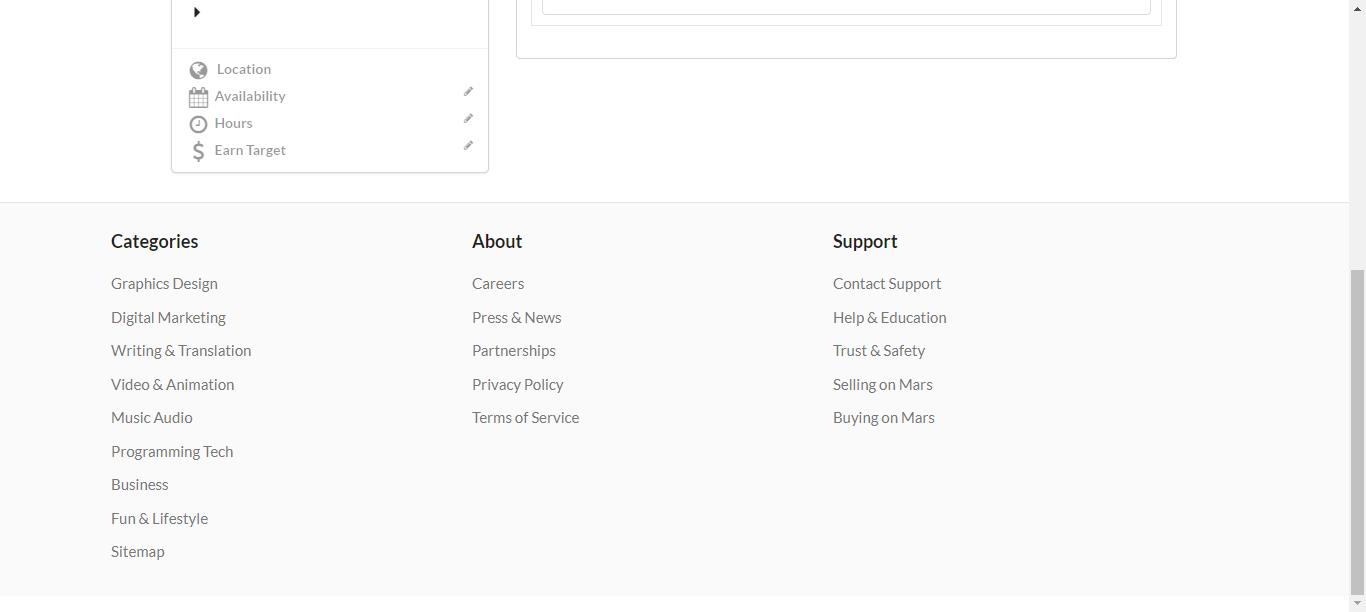 Location
Availability
Hours
Earn Target
Categories
Graphics Design
Digital Marketing
Writing & Translation
Video & Animation
Music Audio
Programming Tech
Business
Fun & Lifestyle
Sitemap
About
Careers
Press & News
Partnerships
Privacy Policy
Terms of Service
Support
Contact Support
Help & Education
Trust & Safety
Selling on Mars
Buying on Mars